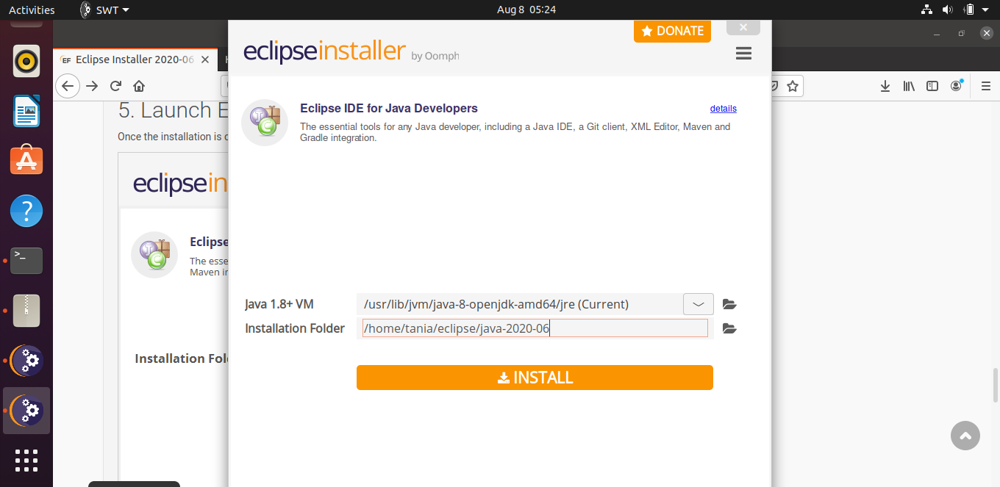 Activities
SWT
Aug 8 05:24
EF Eclipse Installer 2020-06
5. Launch E
Once the installation is
eclipsein
Eclipse
The esse
Maven in
Installation Fol
DONATE
eclipseinstaller by Oomph
Eclipse IDE for Java Developers
details
The essential tools for any Java developer, including a Java IDE, a Git client, XML Editor, Maven and
Gradle integration.
Java 1.8+ VM
/usr/lib/jvm/java-8-openjdk-amd64/jre (Current)
Installation Folder
/home/tania/eclipse/java-2020-06
INSTALL